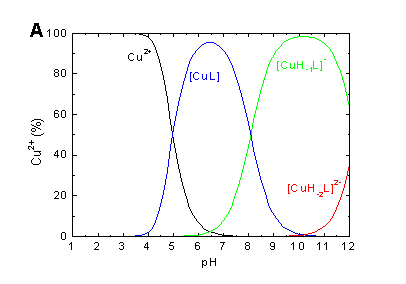 A
100
Cu2+
[CuL]
[CuH-1L]-
80
60
Cu2+ (%)
40
[CuH-2L]2-
20
0
1 2 3 4 5 6 7 8 9 10 11 12
pH